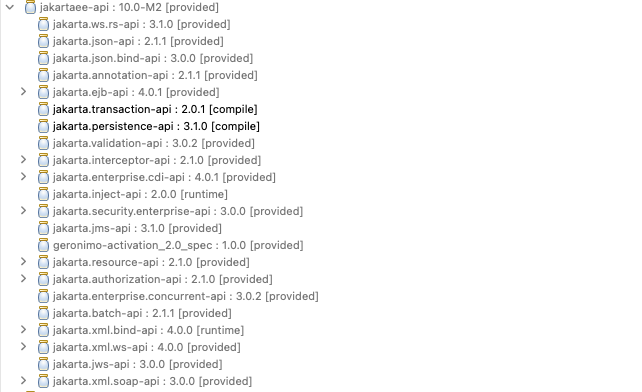 jakartaee-api : 10.0-M2 [provided]
jakarta.ws.rs-api : 3.1.0 [provided]
jakarta.json-api : 2.1.1 [provided]
jakarta.json.bind-api : 3.0.0 [provided]
jakarta.annotation-api : 2.1.1 [provided]
jakarta.ejb-api : 4.0.1 [provided]
jakarta.transaction-api : 2.0.1 [compile]
jakarta.persistence-api : 3.1.0 [compile]
jakarta.validation-api : 3.0.2 [provided]
jakarta.interceptor-api : 2.1.0 [provided]
jakarta.enterprise.cdi-api : 4.0.1 [provided]
jakarta.inject-api : 2.0.0 [runtime]
jakarta.security.enterprise-api : 3.0.0 [provided]
jakarta.jms-api : 3.1.0 [provided]
geronimo-activation_2.0_spec : 1.0.0 [provided]
jakarta.resource-api : 2.1.0 [provided]
jakarta.authorization-api : 2.1.0 [provided]
jakarta.enterprise.concurrent-api : 3.0.2 [provided]
jakarta.batch-api : 2.1.1 [provided]
jakarta.xml.bind-api : 4.0.0 [runtime]
jakarta.xml.ws-api : 4.0.0 [provided]
jakarta.jws-api : 3.0.0 [provided]
jakarta.xml.soap-api : 3.0.0 [provided]